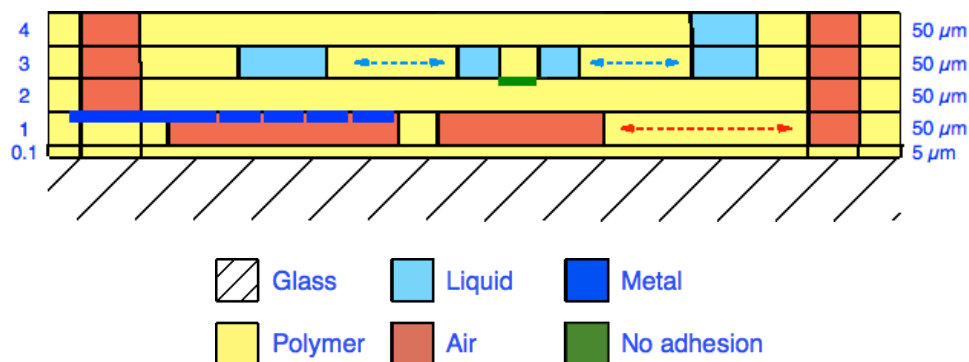 4 50 µm
3 50 µm
2 50 µm
1 50 µm
0.1 5 µm
Glass Liquid Metal
Polymer Air No adhesion